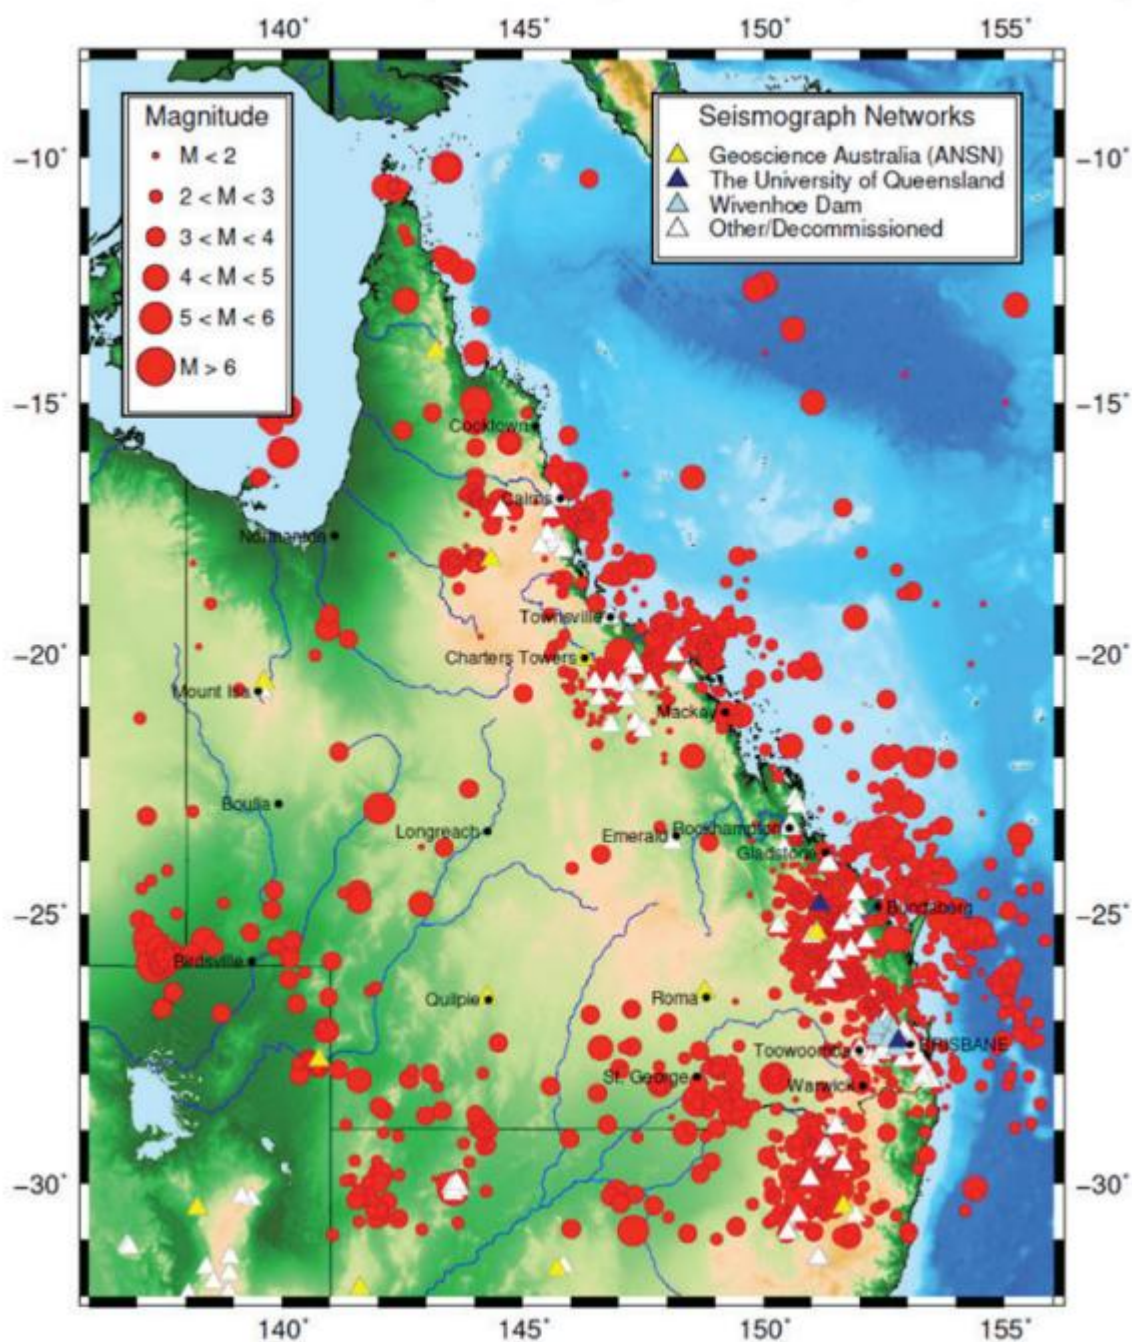 140° 145° 150° 155°
Magnitude
M < 2
2 < M < 3
3 < M < 4
4 < M < 5
5 < M < 6
M > 6
Seismograph Networks
Geoscience Australia (ANSN)
The University of Queensland
Wivenhoe Dam
Other/Decommissioned
−10° −10°
−15° −15°
Cooktown
Cairns
Normanton
Townsville
−20° −20°
Charters Towers
Mount Isa
Mackay
Boulia
Longreach
Emerald
Rockhampton
Gladstone
−25° −25°
Bundaberg
Birdsville
Quilpie
Roma
Toowoomba
BRISBANE
St. George
Warwick
−30° −30°
140° 145° 150° 155°